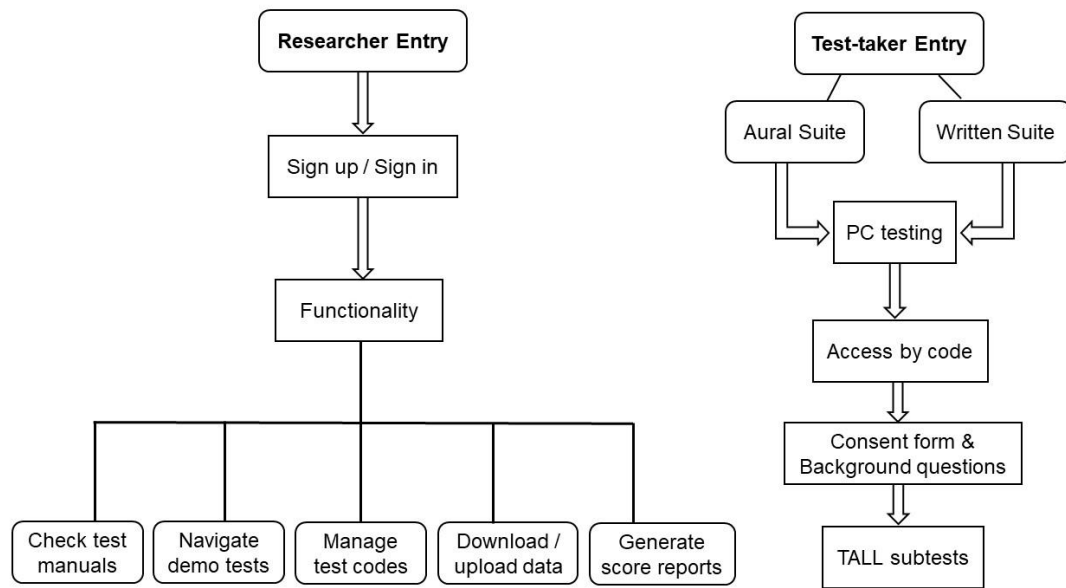 Researcher Entry
Sign up / Sign in
Functionality
Check test
manuals
Navigate
demo tests
Manage
test codes
Download /
upload data
Generate
score reports
Test-taker Entry
Aural Suite
Written Suite
PC testing
Access by code
Consent form &
Background questions
TALL subtests